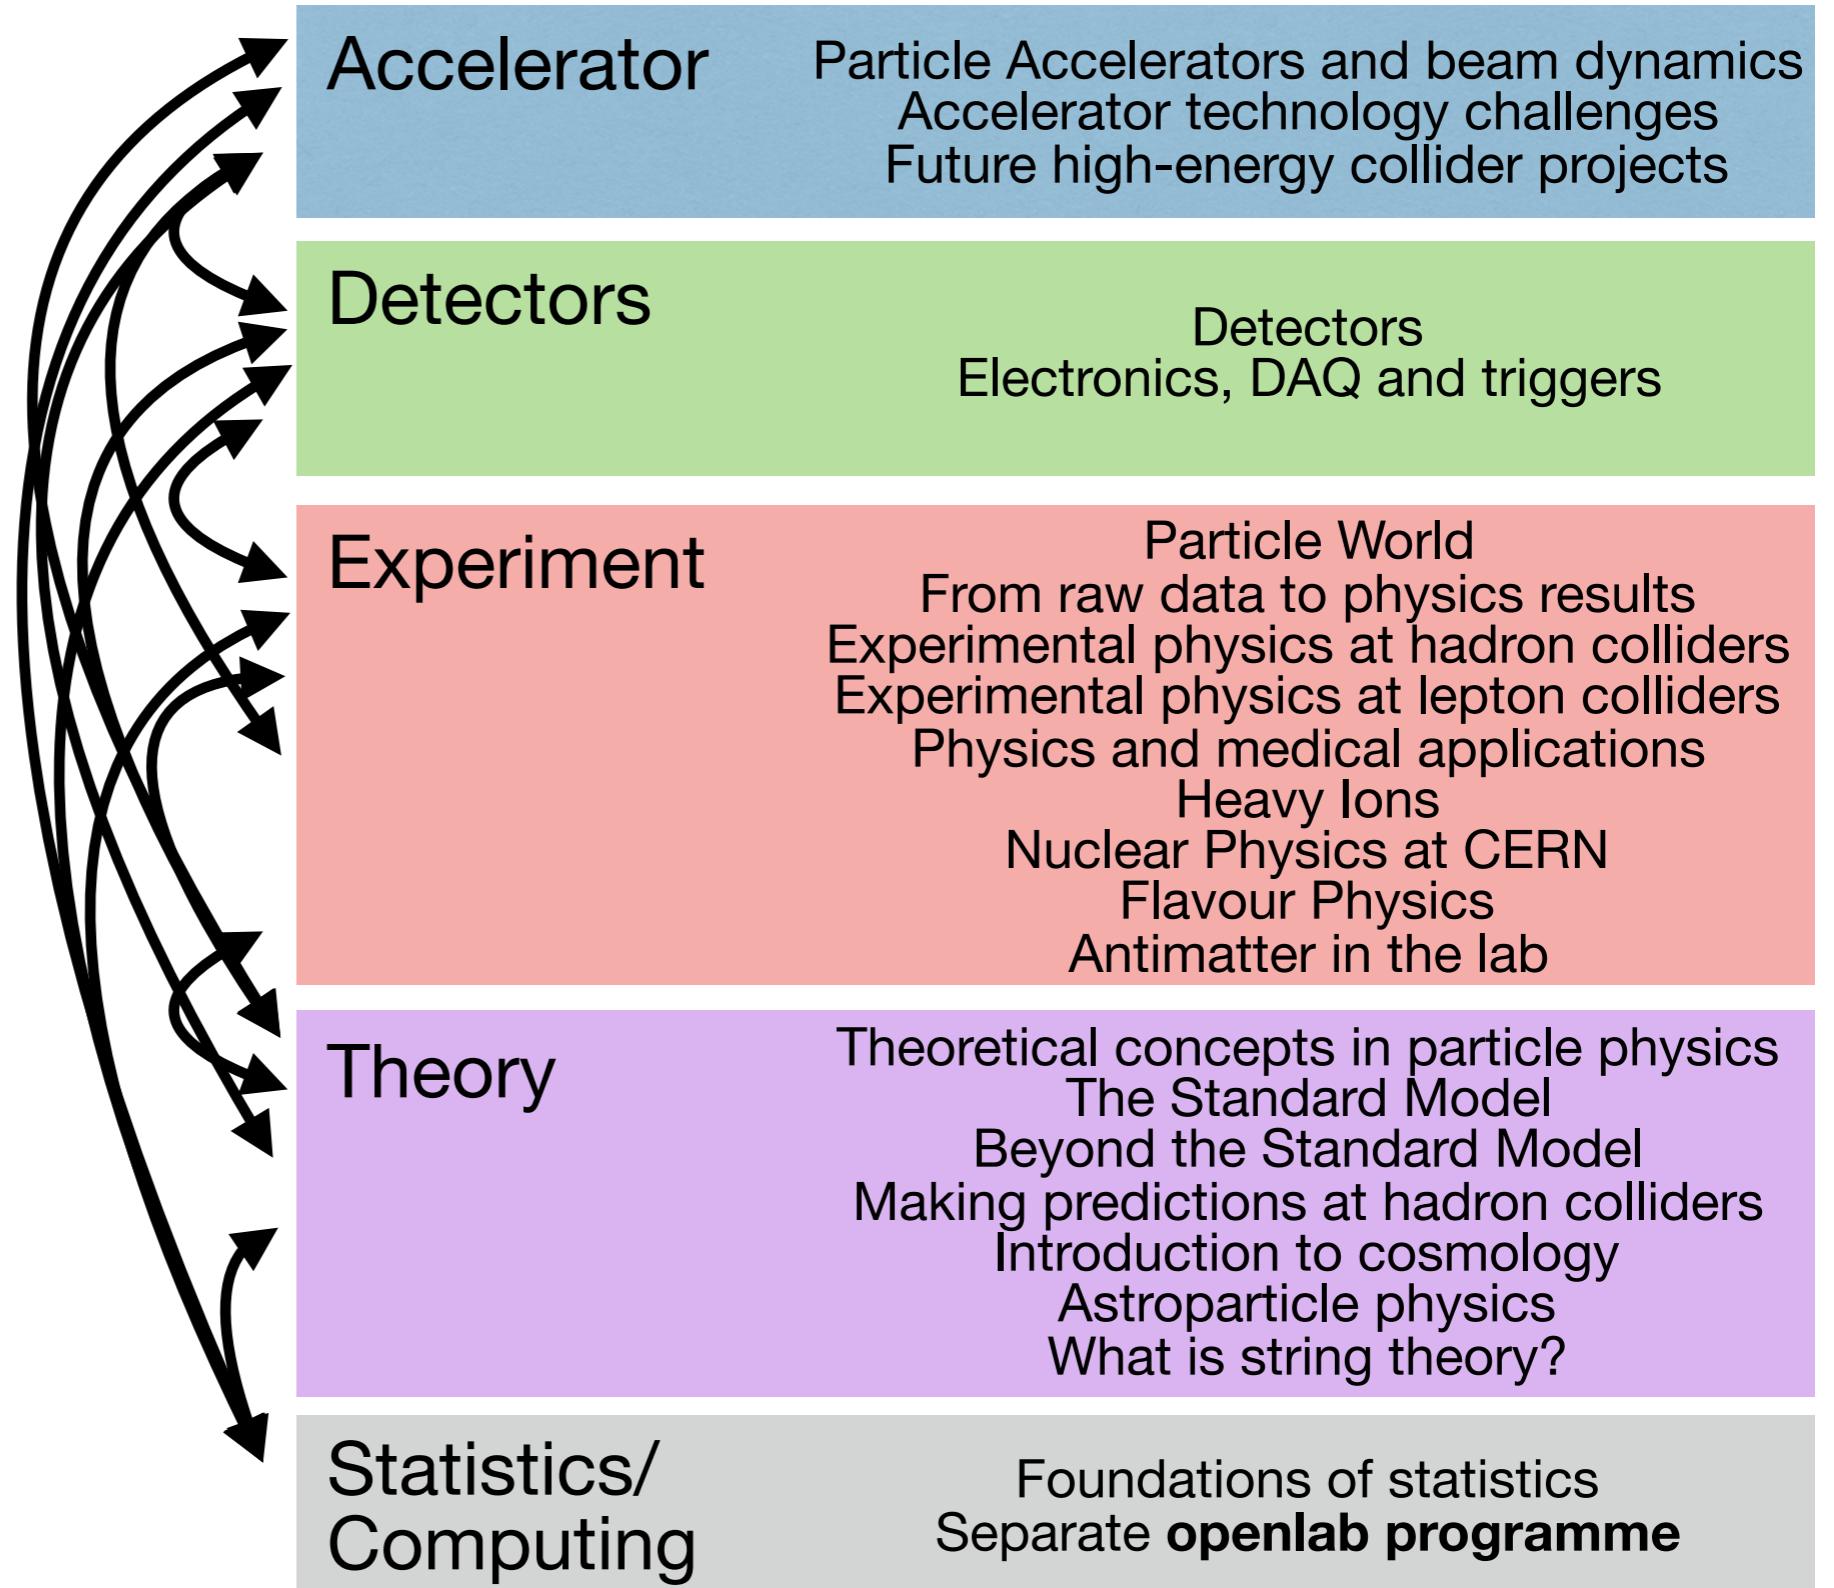 Accelerator
Particle Accelerators and beam dynamics
Accelerator technology challenges
Future high-energy collider projects
Detectors
Detectors
Electronics, DAQ and triggers
Experiment
Particle World
From raw data to physics results
Experimental physics at hadron colliders
Experimental physics at lepton colliders
Physics and medical applications
Heavy Ions
Nuclear Physics at CERN
Flavour Physics
Antimatter in the lab
Theory
Theoretical concepts in particle physics
The Standard Model
Beyond the Standard Model
Making predictions at hadron colliders
Introduction to cosmology
Astroparticle physics
What is string theory?
Statistics/
Computing
Foundations of statistics
Separate openlab programme